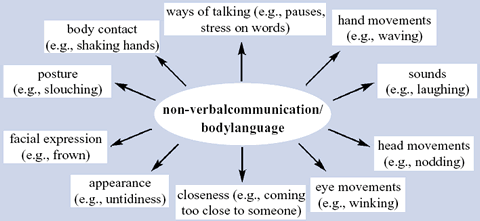 ways of talking (e.g., pauses,
stress on words)
body contact
(e.g., shaking hands)
hand movements
(e.g., waving)
posture
(e.g., slouching)
sounds
(e.g., laughing)
non-verbalcommunication/
bodylanguage
facial expression
(e.g., frown)
head movements
(e.g., nodding)
appearance
(e.g., untidiness)
closeness (e.g., coming
too close to someone)
eye movements
(e.g., winking)